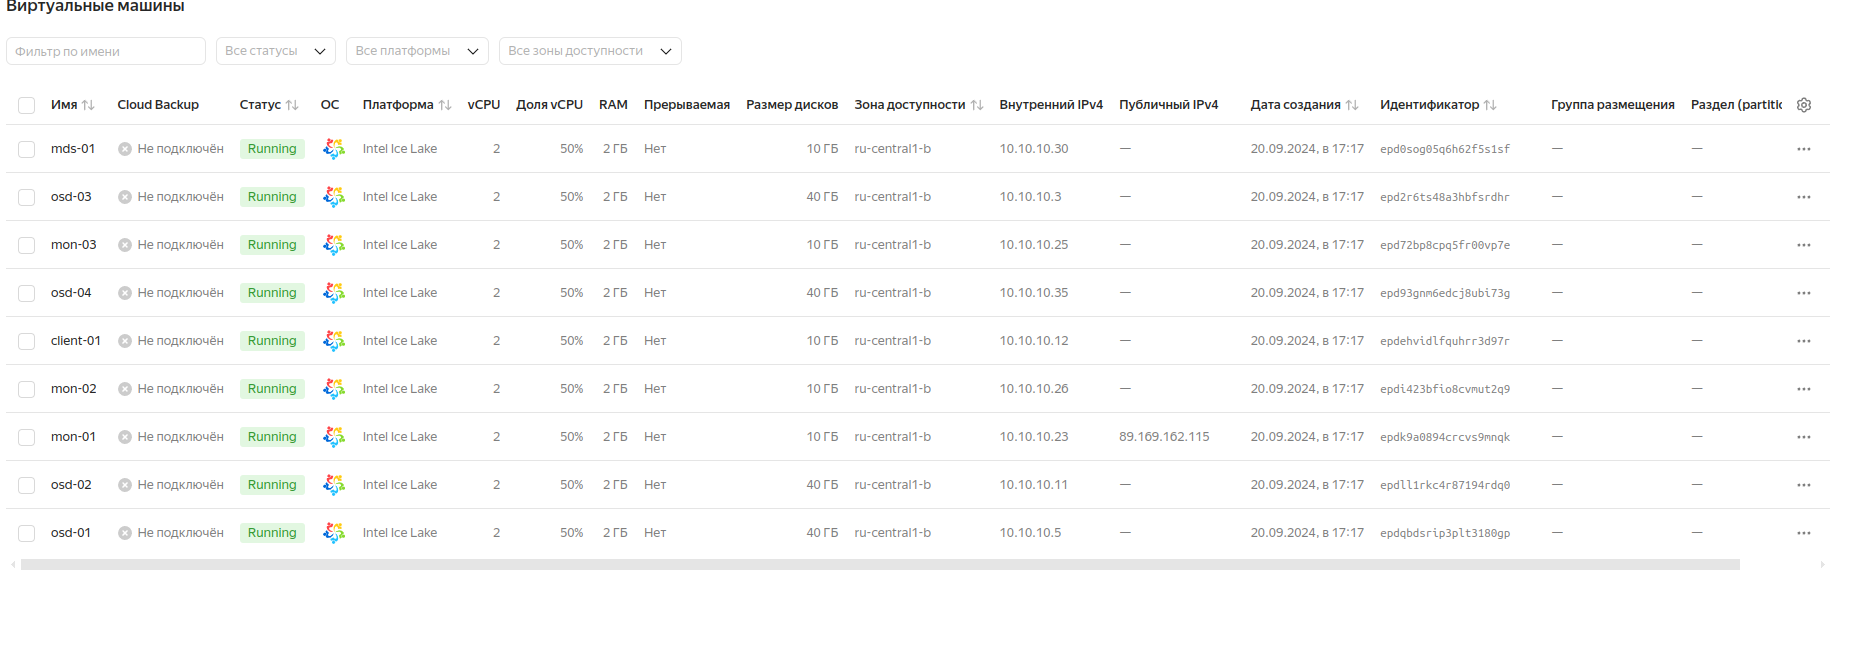 Виртуальные машины
Фильтр по имени Все статусы Все платформы Все зоны доступности
Имя Cloud Backup Статус ОС Платформа vCPU Доля vCPU RAM Прерываемая Размер дисков Зона доступности Внутренний IPv4 Публичный IPv4 Дата создания Идентификатор Группа размещения Раздел (partitic
mds-01 Не подключён Running Intel Ice Lake 2 50% 2 ГБ Нет 10 ГБ ru-central1-b 10.10.10.30 — 20.09.2024, в 17:17 epd0sog05q6h62f5s1sf — —
osd-03 Не подключён Running Intel Ice Lake 2 50% 2 ГБ Нет 40 ГБ ru-central1-b 10.10.10.3 — 20.09.2024, в 17:17 epd2r6ts48a3hbfsrdhr — —
mon-03 Не подключён Running Intel Ice Lake 2 50% 2 ГБ Нет 10 ГБ ru-central1-b 10.10.10.25 — 20.09.2024, в 17:17 epd72bp8cpq5fr00vp7e — —
osd-04 Не подключён Running Intel Ice Lake 2 50% 2 ГБ Нет 40 ГБ ru-central1-b 10.10.10.35 — 20.09.2024, в 17:17 epd93gnm6edcj8ubi73g — —
client-01 Не подключён Running Intel Ice Lake 2 50% 2 ГБ Нет 10 ГБ ru-central1-b 10.10.10.12 — 20.09.2024, в 17:17 epdehvidlfquhrr3d97r — —
mon-02 Не подключён Running Intel Ice Lake 2 50% 2 ГБ Нет 10 ГБ ru-central1-b 10.10.10.26 — 20.09.2024, в 17:17 epdi423bfio8cvmut2q9 — —
mon-01 Не подключён Running Intel Ice Lake 2 50% 2 ГБ Нет 10 ГБ ru-central1-b 10.10.10.23 89.169.162.115 20.09.2024, в 17:17 epdk9a0894crcvs9mnqk — —
osd-02 Не подключён Running Intel Ice Lake 2 50% 2 ГБ Нет 40 ГБ ru-central1-b 10.10.10.11 — 20.09.2024, в 17:17 epdll1rkc4r87194rdq0 — —
osd-01 Не подключён Running Intel Ice Lake 2 50% 2 ГБ Нет 40 ГБ ru-central1-b 10.10.10.5 — 20.09.2024, в 17:17 epdqbdsrip3plt3180gp — —